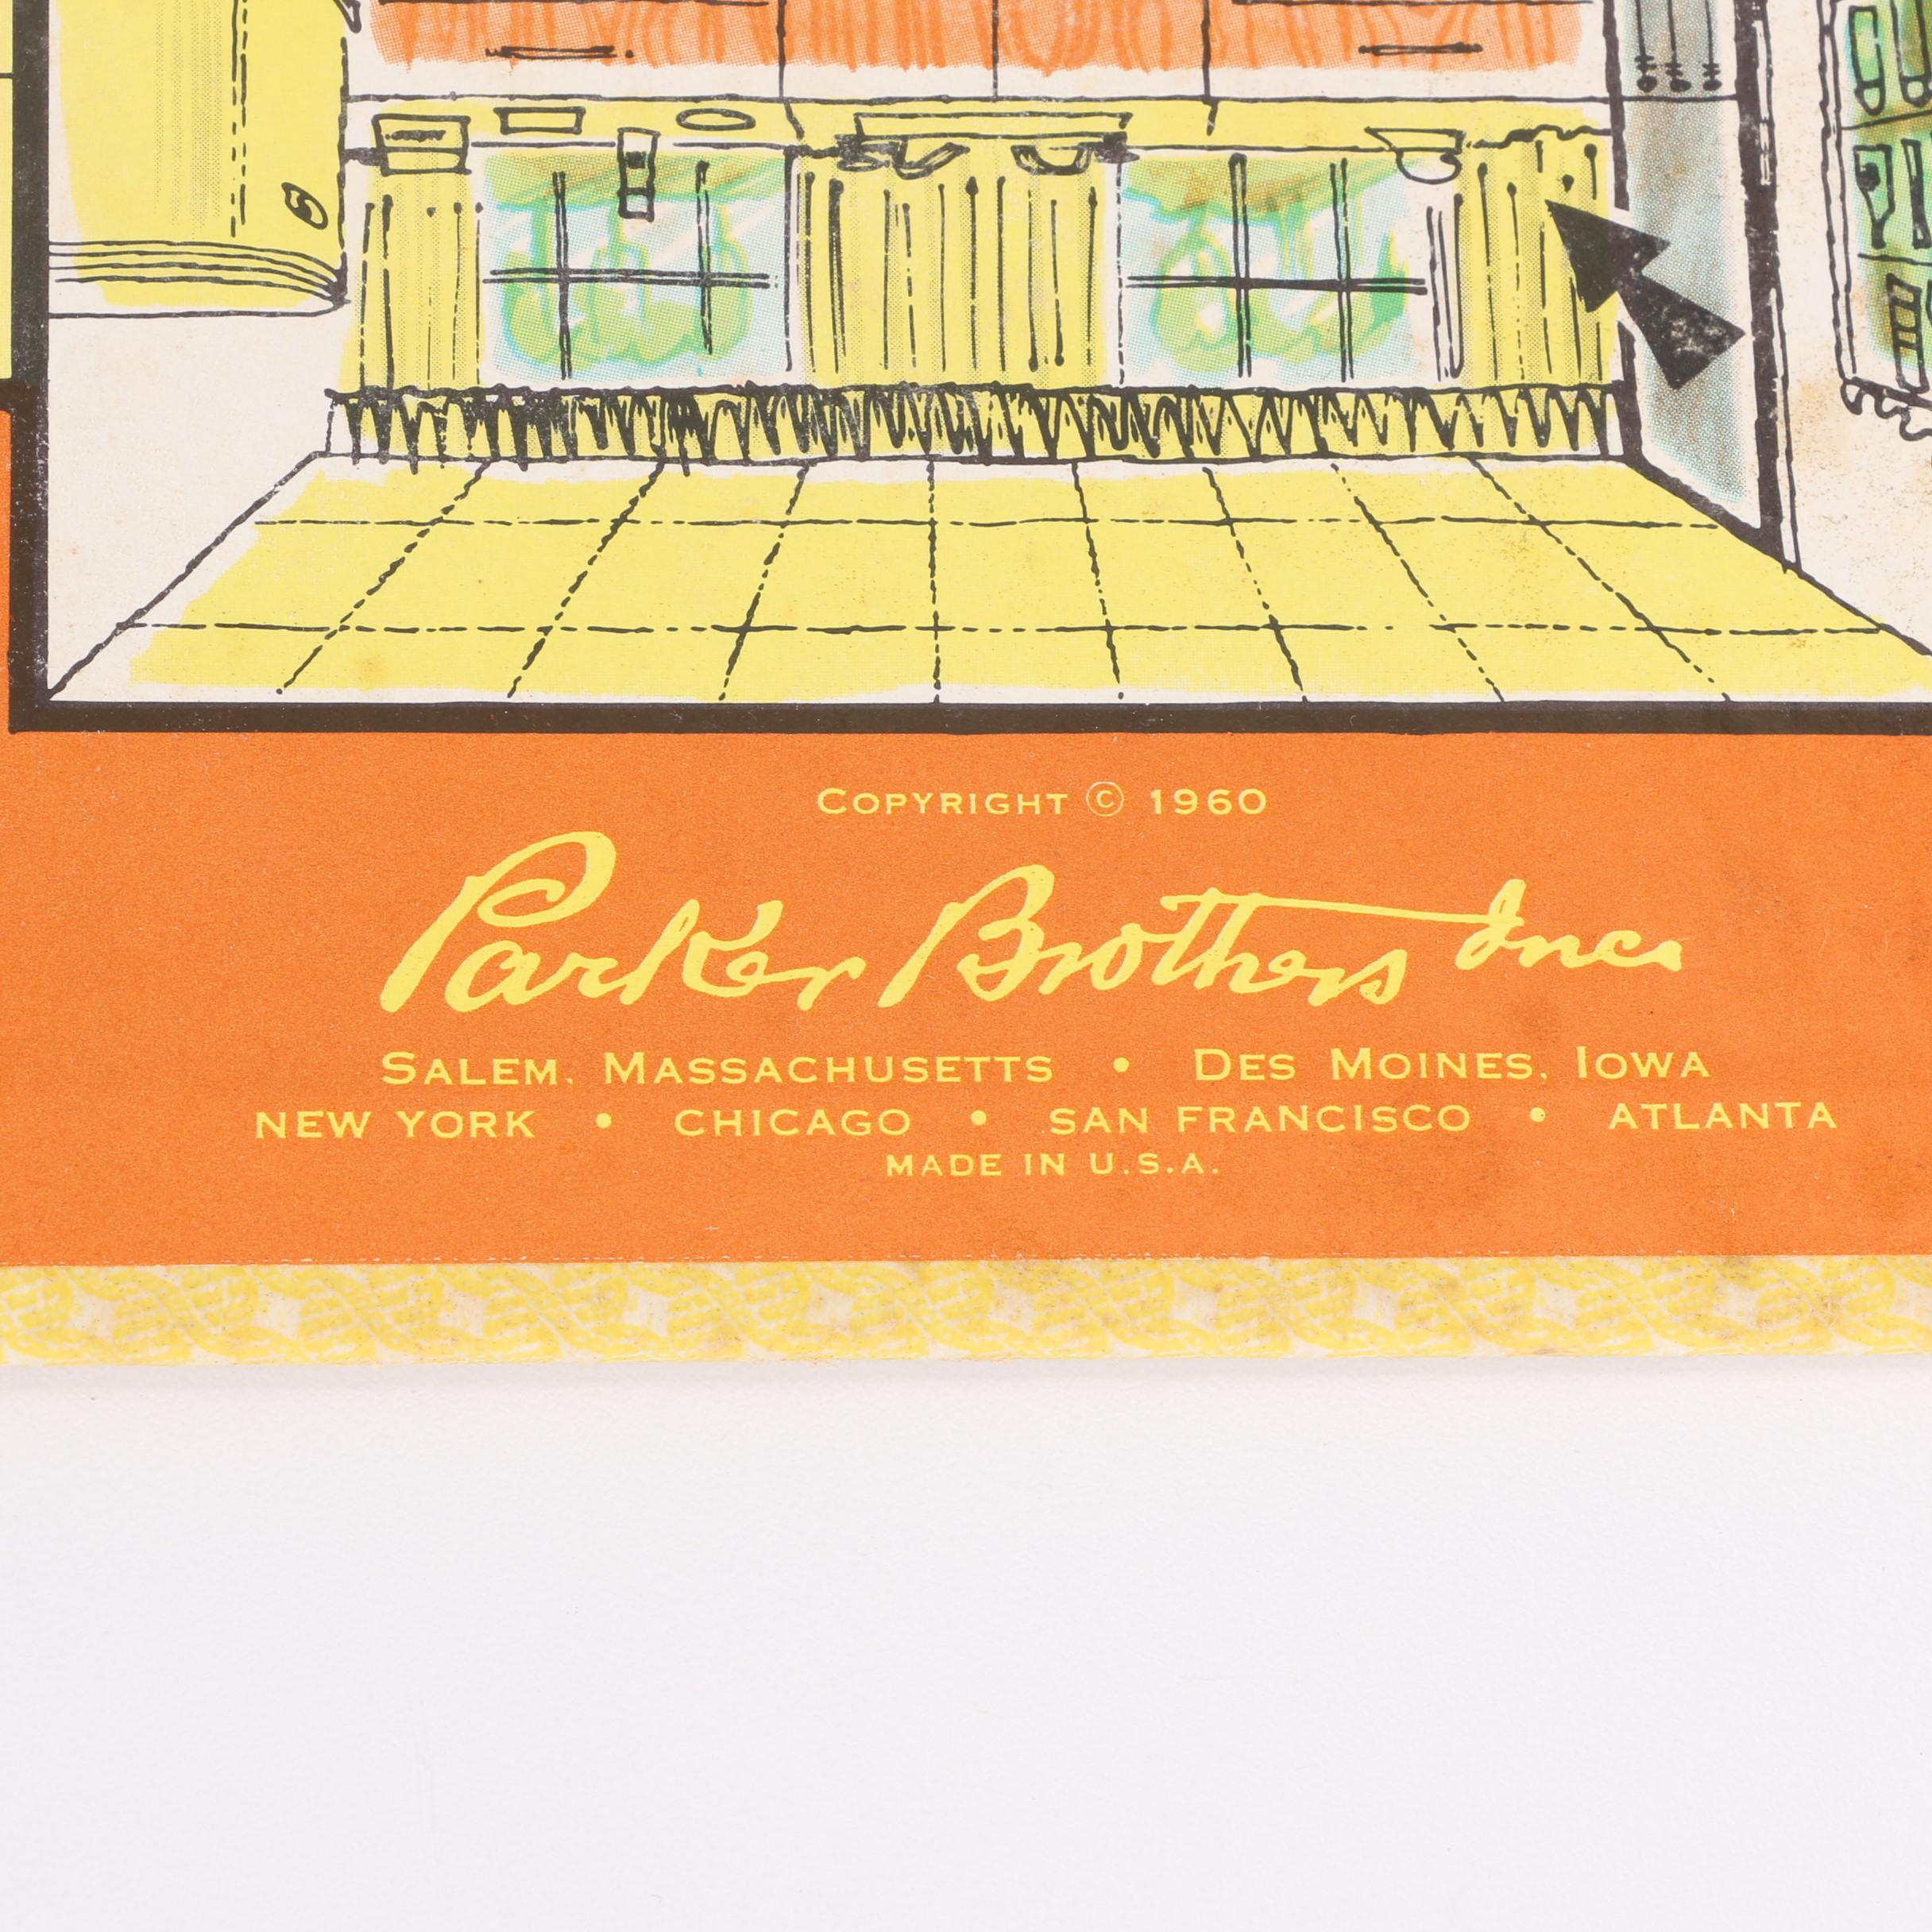 COPYRIGHT © 1960
Parker Brothers Inc.
SALEM, MASSACHUSETTS • DES MOINES, IOWA
NEW YORK • CHICAGO • SAN FRANCISCO • ATLANTA
MADE IN U.S.A.